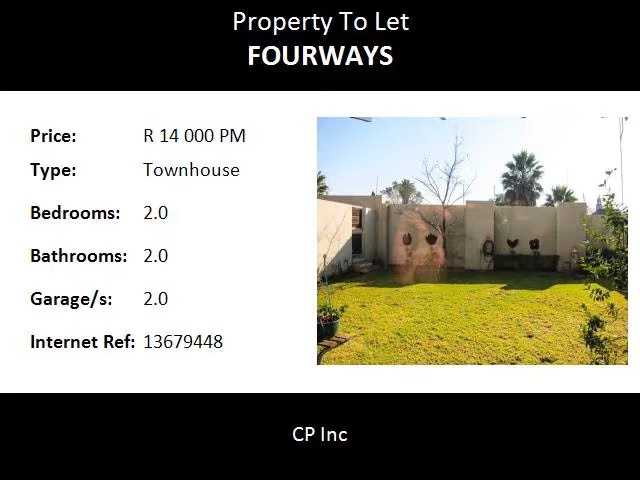 Property To Let
FOURWAYS
Price: R 14 000 PM
Type: Townhouse
Bedrooms: 2.0
Bathrooms: 2.0
Garage/s: 2.0
Internet Ref: 13679448
CP Inc